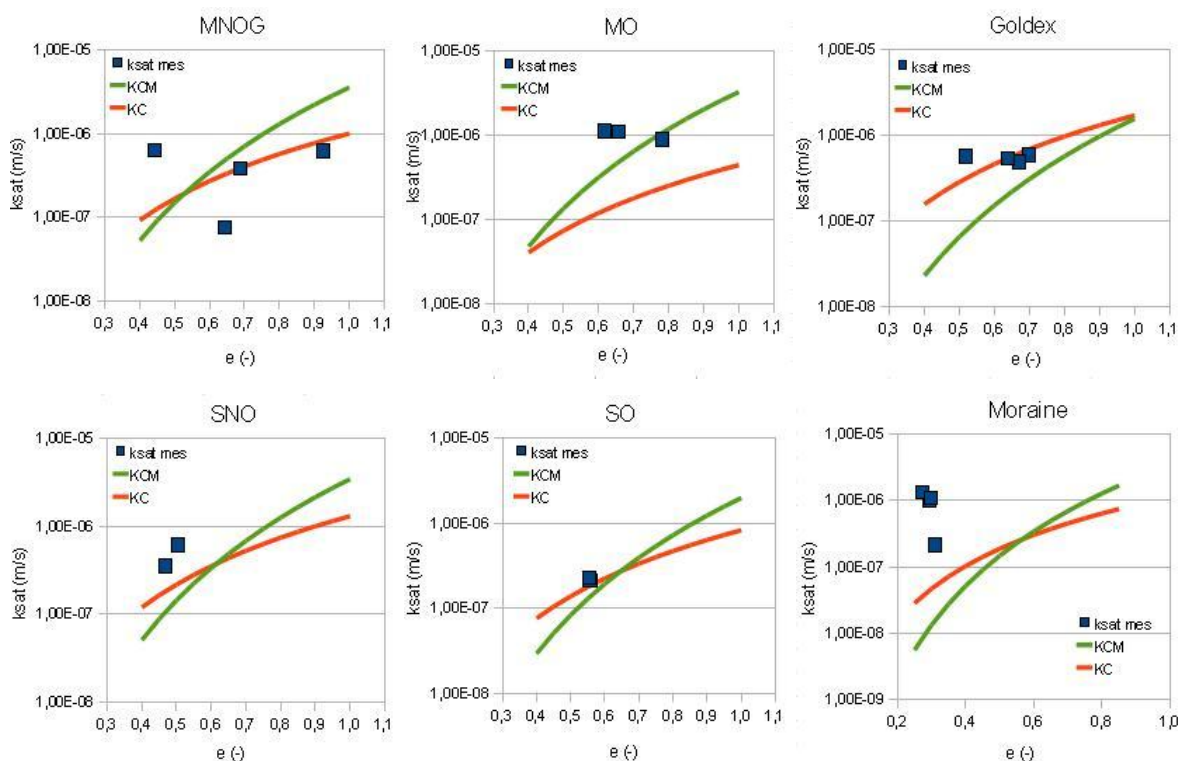 MNOG
1,00E-05
ksat mes
KCM
KC
1,00E-06
1,00E-07
1,00E-08
ksat (m/s)
0,3 0,4 0,5 0,6 0,7 0,8 0,9 1,0 1,1
e (-)
MO
1,00E-05
ksat mes
KCM
KC
1,00E-06
1,00E-07
1,00E-08
ksat (m/s)
0,3 0,4 0,5 0,6 0,7 0,8 0,9 1,0 1,1
e (-)
Goldex
1,00E-05
ksat mes
KCM
KC
1,00E-06
1,00E-07
1,00E-08
ksat (m/s)
0,3 0,4 0,5 0,6 0,7 0,8 0,9 1,0 1,1
e (-)
SNO
1,00E-05
ksat mes
KCM
KC
1,00E-06
1,00E-07
1,00E-08
ksat (m/s)
0,3 0,4 0,5 0,6 0,7 0,8 0,9 1,0 1,1
e (-)
SO
1,00E-05
ksat mes
KCM
KC
1,00E-06
1,00E-07
1,00E-08
ksat (m/s)
0,3 0,4 0,5 0,6 0,7 0,8 0,9 1,0 1,1
e (-)
Moraine
1,00E-05
1,00E-06
1,00E-07
1,00E-08
1,00E-09
ksat mes
KCM
KC
ksat (m/s)
0,2 0,4 0,6 0,8 1,0
e (-)